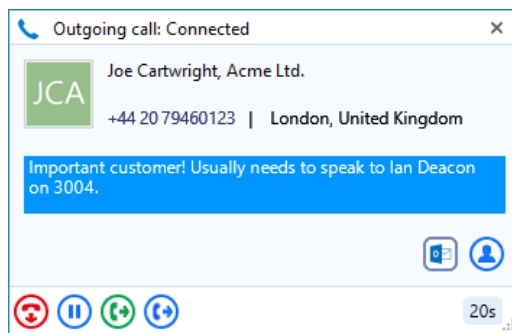 Outgoing call: Connected
JCA
Joe Cartwright, Acme Ltd.
+44 20 79460123 | London, United Kingdom
Important customer! Usually needs to speak to Ian Deacon
on 3004.
20s